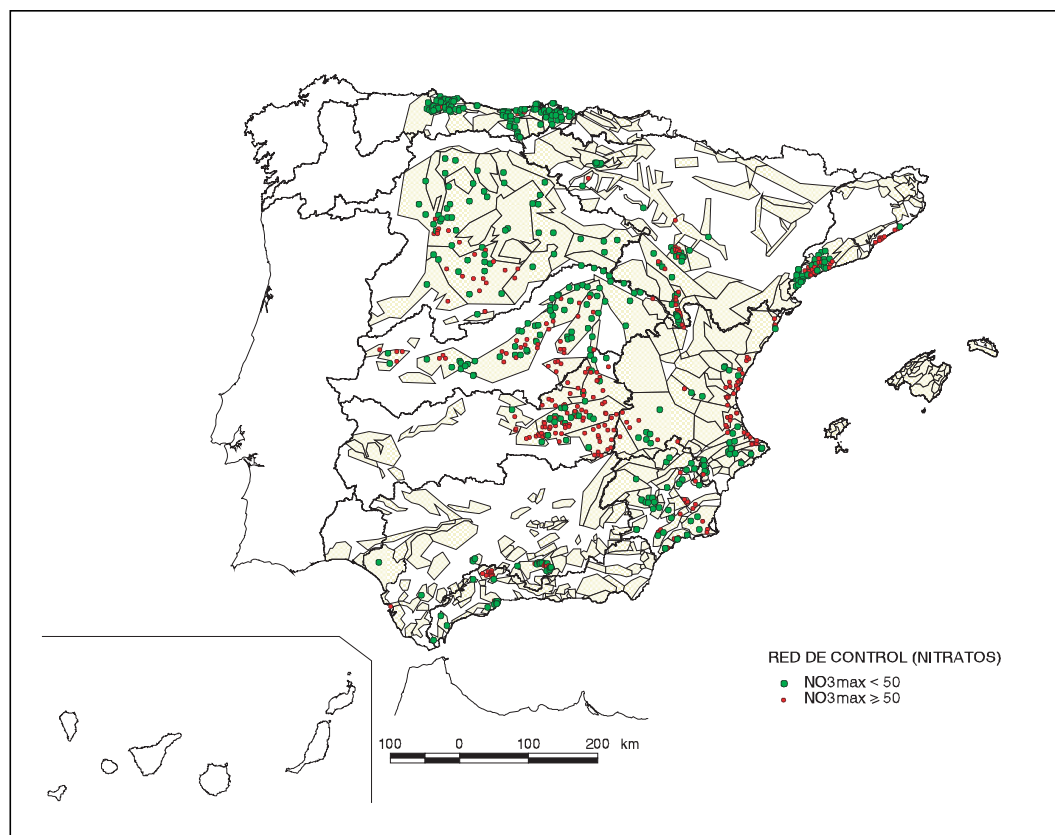 RED DE CONTROL (NITRATOS)
NO3max < 50
NO3max ⩾ 50
100 0 100 200 km